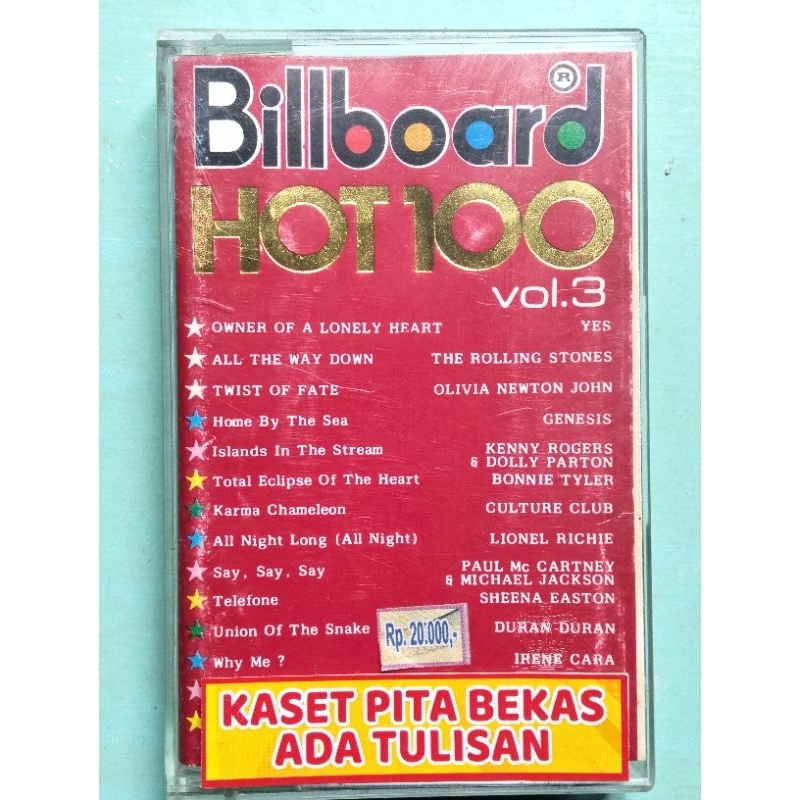 Billboard®
HOT 100
vol.3
OWNER OF A LONELY HEART YES
ALL THE WAY DOWN THE ROLLING STONES
TWIST OF FATE OLIVIA NEWTON JOHN
Home By The Sea GENESIS
Islands In The Stream KENNY ROGERS
& DOLLY PARTON
Total Eclipse Of The Heart BONNIE TYLER
Karma Chameleon CULTURE CLUB
All Night Long (All Night) LIONEL RICHIE
Say, Say, Say PAUL Mc CARTNEY
& MICHAEL JACKSON
Telefone SHEENA EASTON
Union Of The Snake DURAN DURAN
Rp. 20.000,-
Why Me ? IRENE CARA
KASET PITA BEKAS
ADA TULISAN